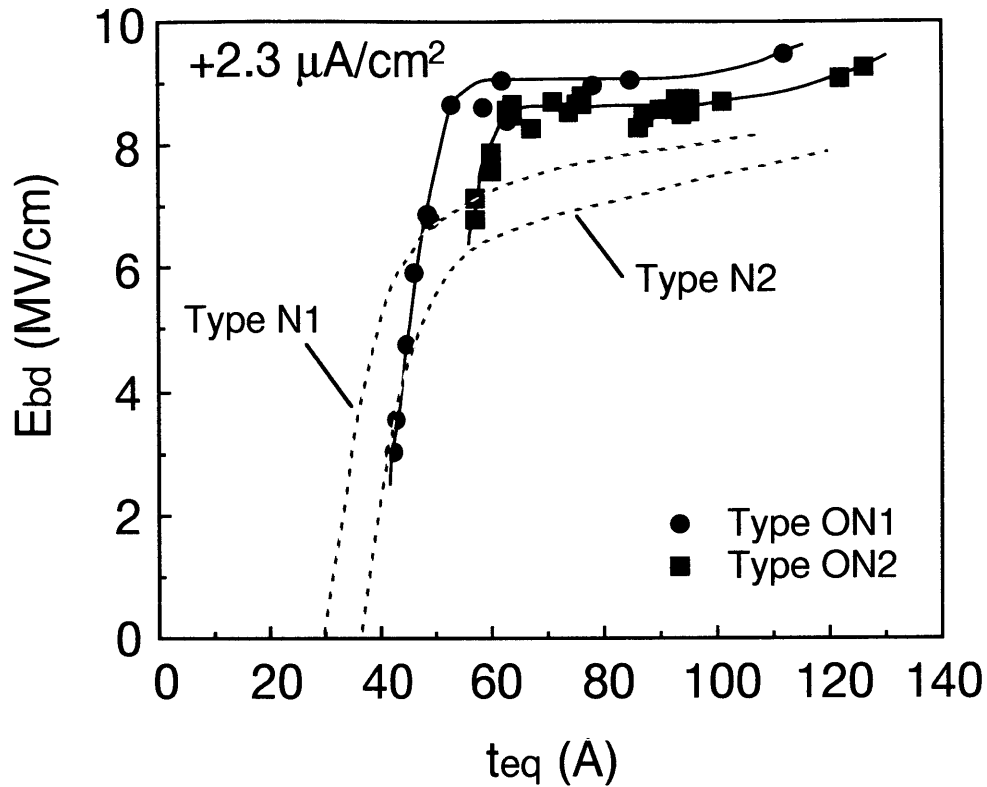 +2.3 μA/cm²
Ebd (MV/cm)
10
8
6
4
2
0
Type N1
Type N2
Type ON1
Type ON2
0 20 40 60 80 100 120 140
teq (Å)